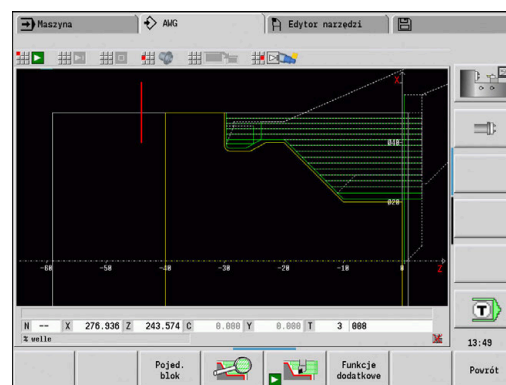 Maszyna AWG Edytor narzędzi
X
ø40
ø20
-60 -50 -40 -30 -20 -10 0 Z
N -- X 276.936 Z 243.574 C 0.000 Y 0.000 T 3 000
% welle
T
13:49
Pojed. blok
Funkcje dodatkowe
Powrót